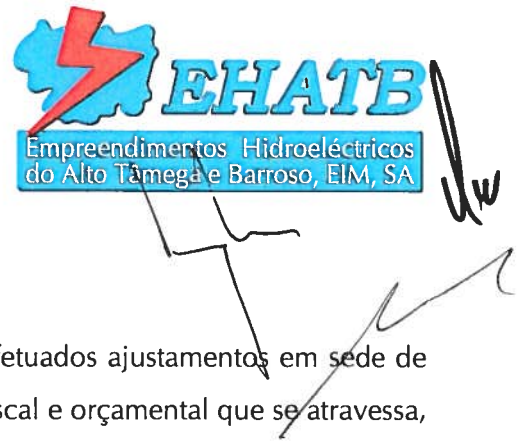 EHATB
Empreendimentos Hidroeléctricos
do Alto Tâmega e Barroso, EIM, SA
fetuados ajustamentos em sede de
scal e orçamental que se atravessa,